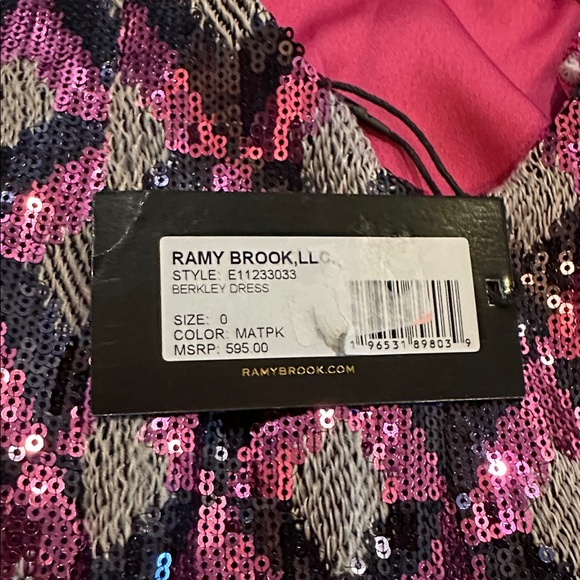 RAMY BROOK, LLC.
STYLE: E11233033
BERKLEY DRESS
SIZE: 0
COLOR: MATPK
MSRP: 595.00
96531 89803 9
RAMYBROOK.COM